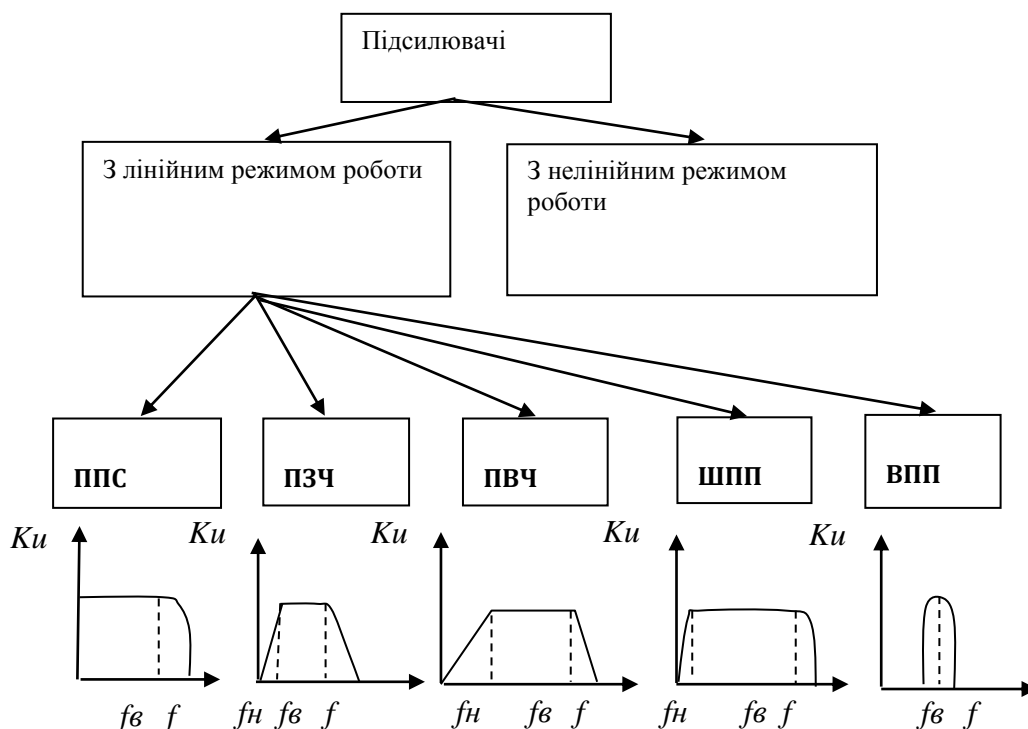 Підсилювачі
З лінійним режимом роботи
З нелінійним режимом
роботи
ППС
ПЗЧ
ПВЧ
ШПП
ВПП
Ku
Ku
Ku
Ku
Ku
fв f
fн fв f
fн fв f
fн fв f
fв f